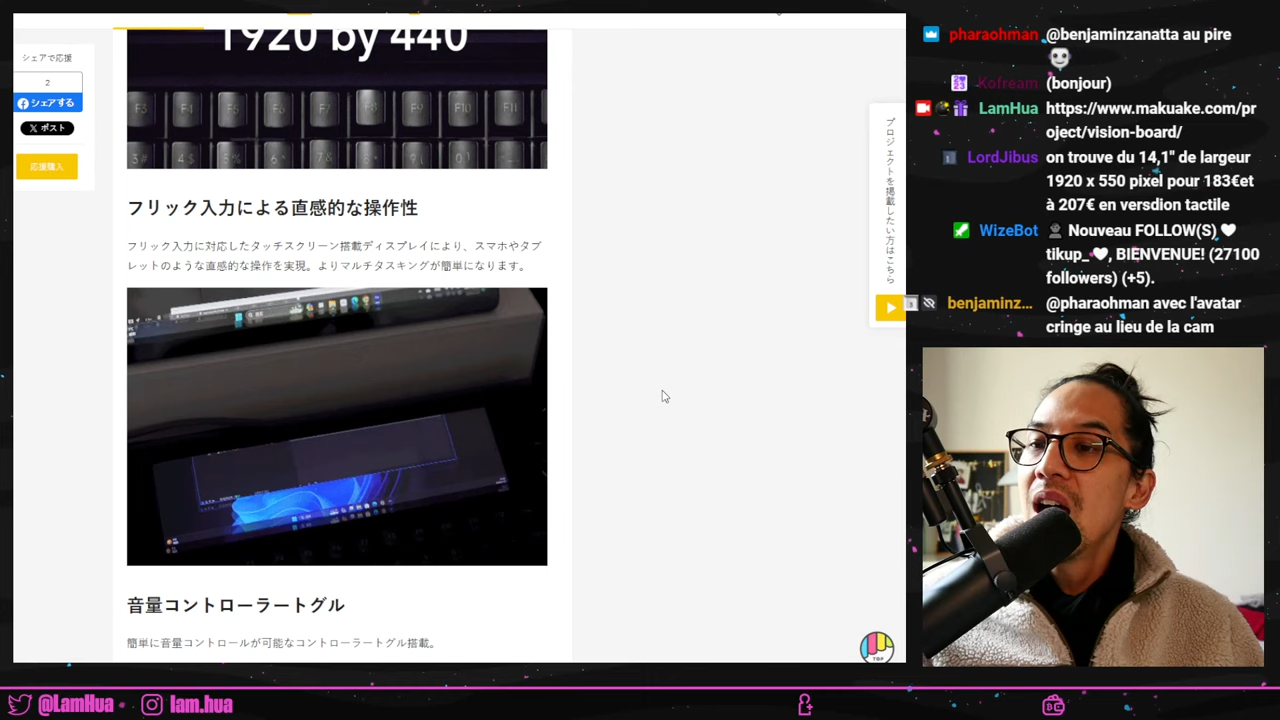 1920 by 440
シェアで応援
2
シェアする
ポスト
応援購入
F3 F4 F5 F6 F7 F8 F9 F10 F11
フリック入力による直感的な操作性
フリック入力に対応したタッチスクリーン搭載ディスプレイにより、スマホやタブ
レットのような直感的な操作を実現。よりマルチタスキングが簡単になります。
音量コントローラートグル
簡単に音量コントロールが可能なコントローラートグル搭載。
プロジェクトを掲載したい方はこちら
TOP
pharaohman @benjaminzanatta au pire
Kofream (bonjour)
LamHua https://www.makuake.com/pr
oject/vision-board/
LordJibus on trouve du 14,1" de largeur
1920 x 550 pixel pour 183€et
à 207€ en versdion tactile
WizeBot Nouveau FOLLOW(S)
tikup_, BIENVENUE! (27100
followers) (+5).
benjaminz... @pharaohman avec l'avatar
cringe au lieu de la cam
@LamHua
lam.hua